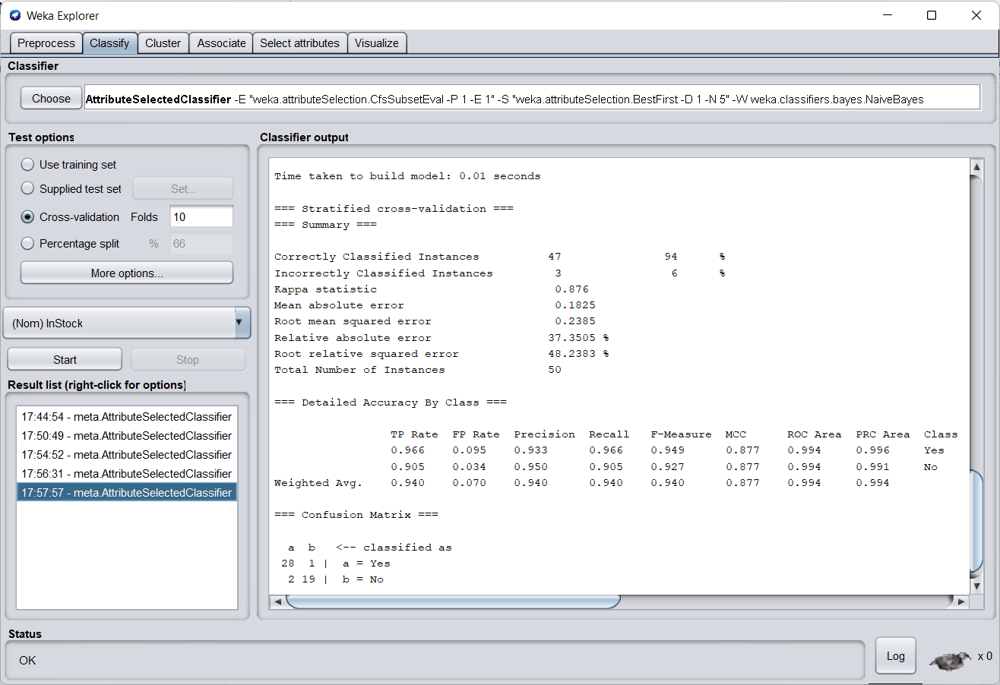 Weka Explorer
Preprocess Classify Cluster Associate Select attributes Visualize
Classifier
Choose AttributeSelectedClassifier -E "weka.attributeSelection.CfsSubsetEval -P 1 -E 1" -S "weka.attributeSelection.BestFirst -D 1 -N 5" -W weka.classifiers.bayes.NaiveBayes
Test options
Use training set
Supplied test set Set...
Cross-validation Folds 10
Percentage split % 66
More options...
(Nom) InStock
Start Stop
Result list (right-click for options)
17:44:54 - meta.AttributeSelectedClassifier
17:50:49 - meta.AttributeSelectedClassifier
17:54:52 - meta.AttributeSelectedClassifier
17:56:31 - meta.AttributeSelectedClassifier
17:57:57 - meta.AttributeSelectedClassifier
Classifier output
Time taken to build model: 0.01 seconds
=== Stratified cross-validation ===
=== Summary ===
Correctly Classified Instances 47 94 %
Incorrectly Classified Instances 3 6 %
Kappa statistic 0.876
Mean absolute error 0.1825
Root mean squared error 0.2385
Relative absolute error 37.3505 %
Root relative squared error 48.2383 %
Total Number of Instances 50
=== Detailed Accuracy By Class ===
TP Rate FP Rate Precision Recall F-Measure MCC ROC Area PRC Area Class
0.966 0.095 0.933 0.966 0.949 0.877 0.994 0.996 Yes
0.905 0.034 0.950 0.905 0.927 0.877 0.994 0.991 No
Weighted Avg. 0.940 0.070 0.940 0.940 0.940 0.877 0.994 0.994
=== Confusion Matrix ===
a b <-- classified as
28 1 | a = Yes
2 19 | b = No
Status
OK
Log x 0